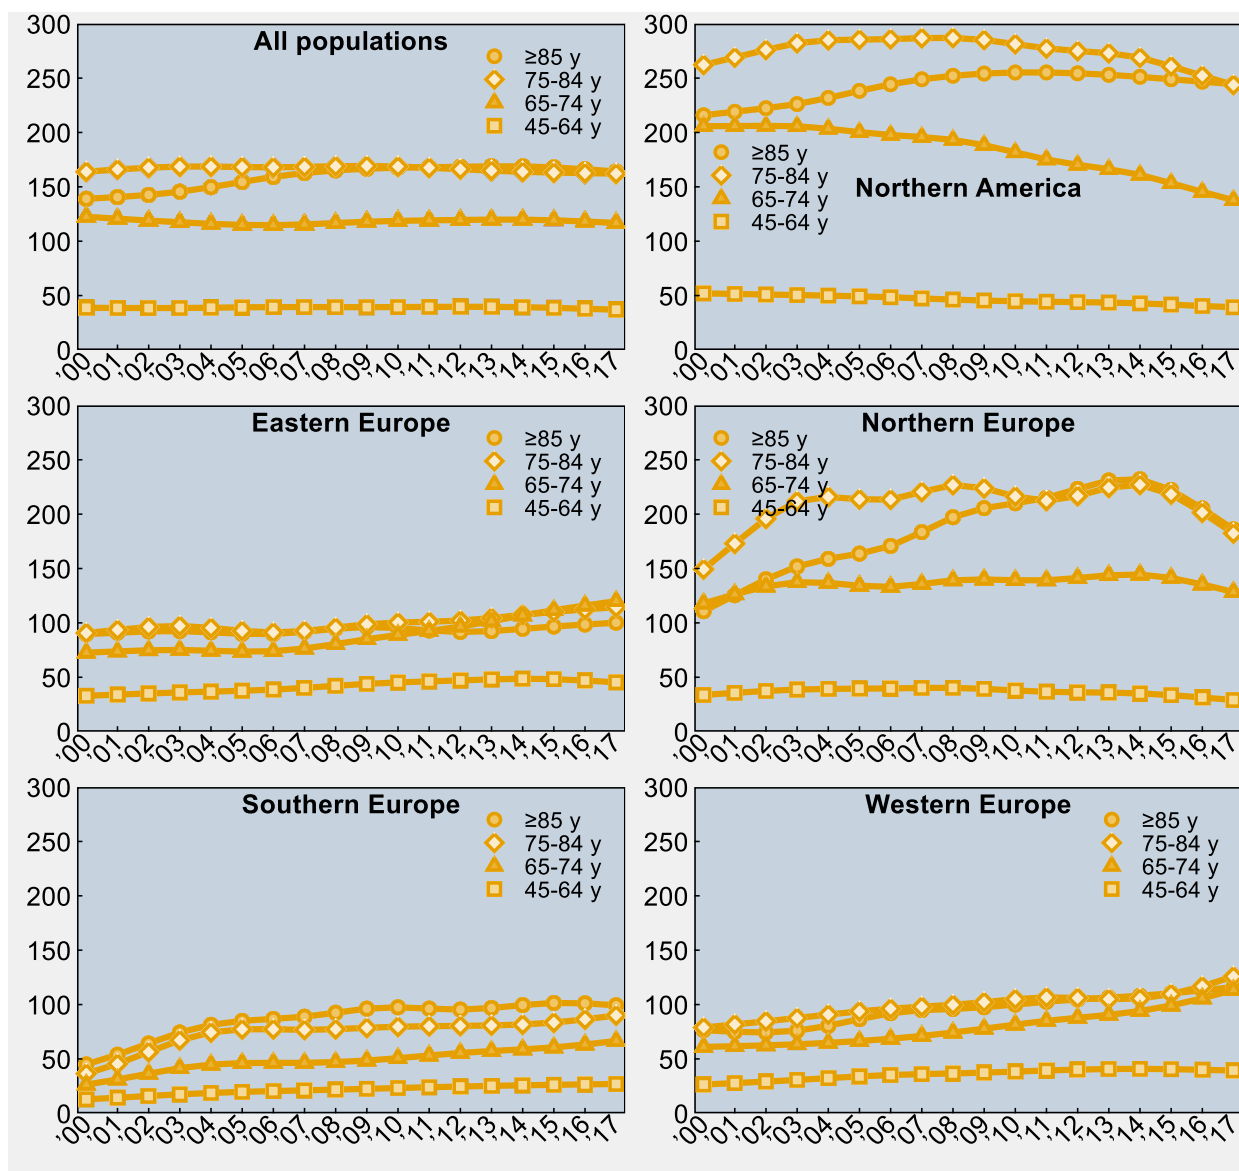 All populations
≥85 y
75-84 y
65-74 y
45-64 y
300
250
200
150
100
50
0
'00 '01 '02 '03 '04 '05 '06 '07 '08 '09 '10 '11 '12 '13 '14 '15 '16 '17
Northern America
≥85 y
75-84 y
65-74 y
45-64 y
300
250
200
150
100
50
0
'00 '01 '02 '03 '04 '05 '06 '07 '08 '09 '10 '11 '12 '13 '14 '15 '16 '17
Eastern Europe
≥85 y
75-84 y
65-74 y
45-64 y
300
250
200
150
100
50
0
'00 '01 '02 '03 '04 '05 '06 '07 '08 '09 '10 '11 '12 '13 '14 '15 '16 '17
Northern Europe
≥85 y
75-84 y
65-74 y
45-64 y
300
250
200
150
100
50
0
'00 '01 '02 '03 '04 '05 '06 '07 '08 '09 '10 '11 '12 '13 '14 '15 '16 '17
Southern Europe
≥85 y
75-84 y
65-74 y
45-64 y
300
250
200
150
100
50
0
'00 '01 '02 '03 '04 '05 '06 '07 '08 '09 '10 '11 '12 '13 '14 '15 '16 '17
Western Europe
≥85 y
75-84 y
65-74 y
45-64 y
300
250
200
150
100
50
0
'00 '01 '02 '03 '04 '05 '06 '07 '08 '09 '10 '11 '12 '13 '14 '15 '16 '17